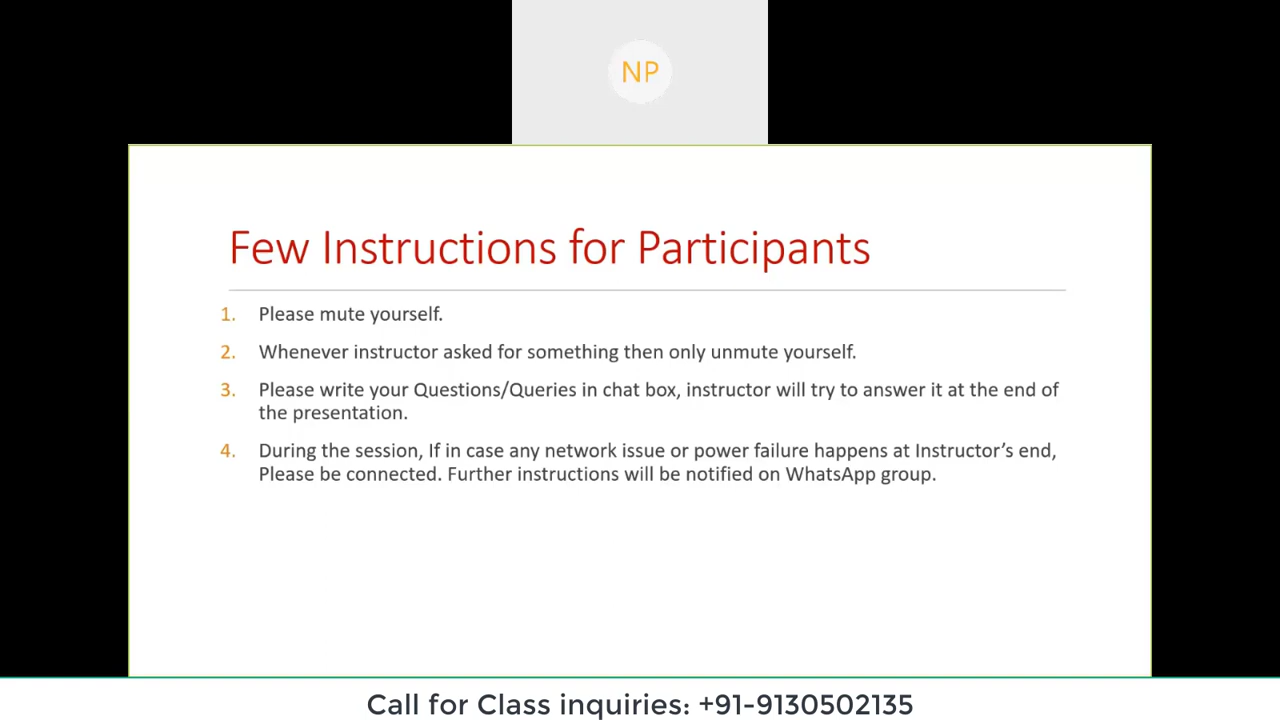 NP
Few Instructions for Participants
1. Please mute yourself.
2. Whenever instructor asked for something then only unmute yourself.
3. Please write your Questions/Queries in chat box, instructor will try to answer it at the end of
the presentation.
4. During the session, If in case any network issue or power failure happens at Instructor’s end,
Please be connected. Further instructions will be notified on WhatsApp group.
Call for Class inquiries: +91-9130502135